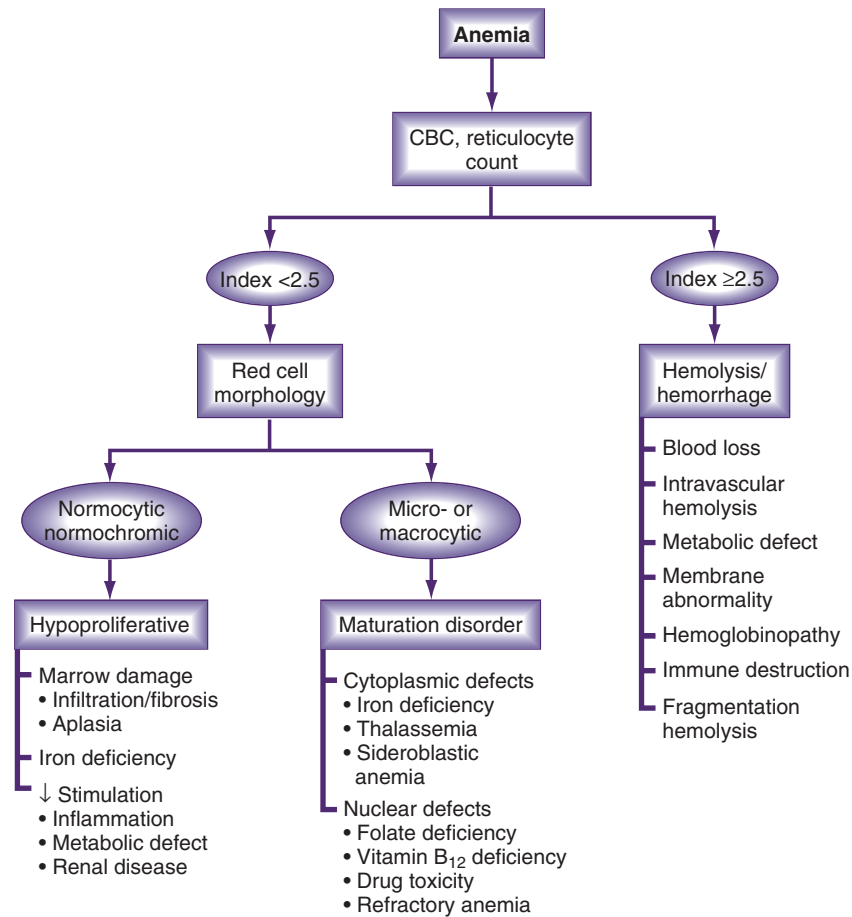 Anemia
CBC, reticulocyte
count
Index <2.5
Index ≥2.5
Red cell
morphology
Hemolysis/
hemorrhage
Blood loss
Intravascular
hemolysis
Metabolic defect
Membrane
abnormality
Hemoglobinopathy
Immune destruction
Fragmentation
hemolysis
Normocytic
normochromic
Micro- or
macrocytic
Hypoproliferative
Marrow damage
• Infiltration/fibrosis
• Aplasia
Iron deficiency
↓ Stimulation
• Inflammation
• Metabolic defect
• Renal disease
Maturation disorder
Cytoplasmic defects
• Iron deficiency
• Thalassemia
• Sideroblastic
anemia
Nuclear defects
• Folate deficiency
• Vitamin B₁₂ deficiency
• Drug toxicity
• Refractory anemia